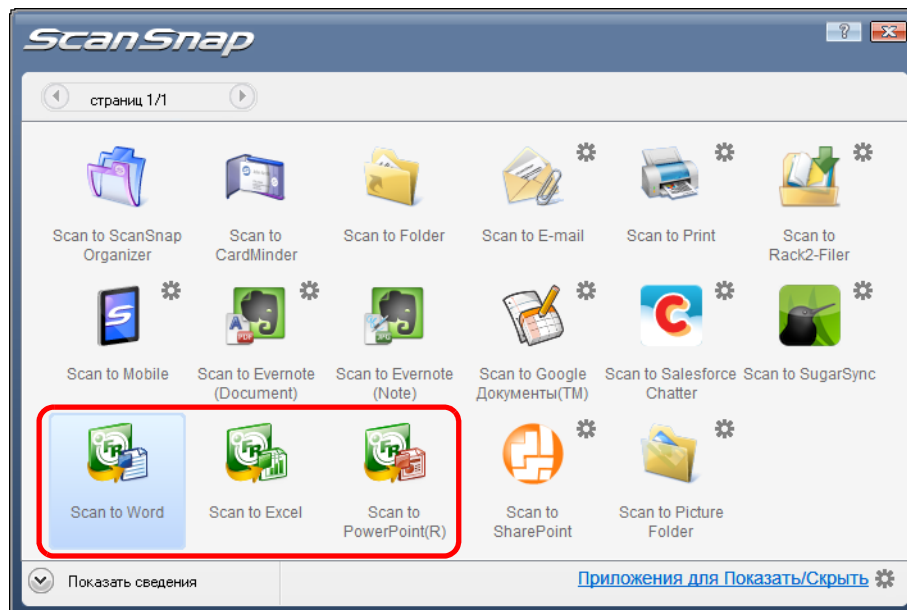 ScanSnap
страниц 1/1
Scan to ScanSnap
Organizer
Scan to
CardMinder
Scan to Folder
Scan to E-mail
Scan to Print
Scan to
Rack2-Filer
Scan to Mobile
Scan to Evernote
(Document)
Scan to Evernote
(Note)
Scan to Google
Документы(TM)
Scan to Salesforce
Chatter
Scan to SugarSync
Scan to Word
Scan to Excel
Scan to
PowerPoint(R)
Scan to
SharePoint
Scan to Picture
Folder
Показать сведения
Приложения для Показать/Скрыть